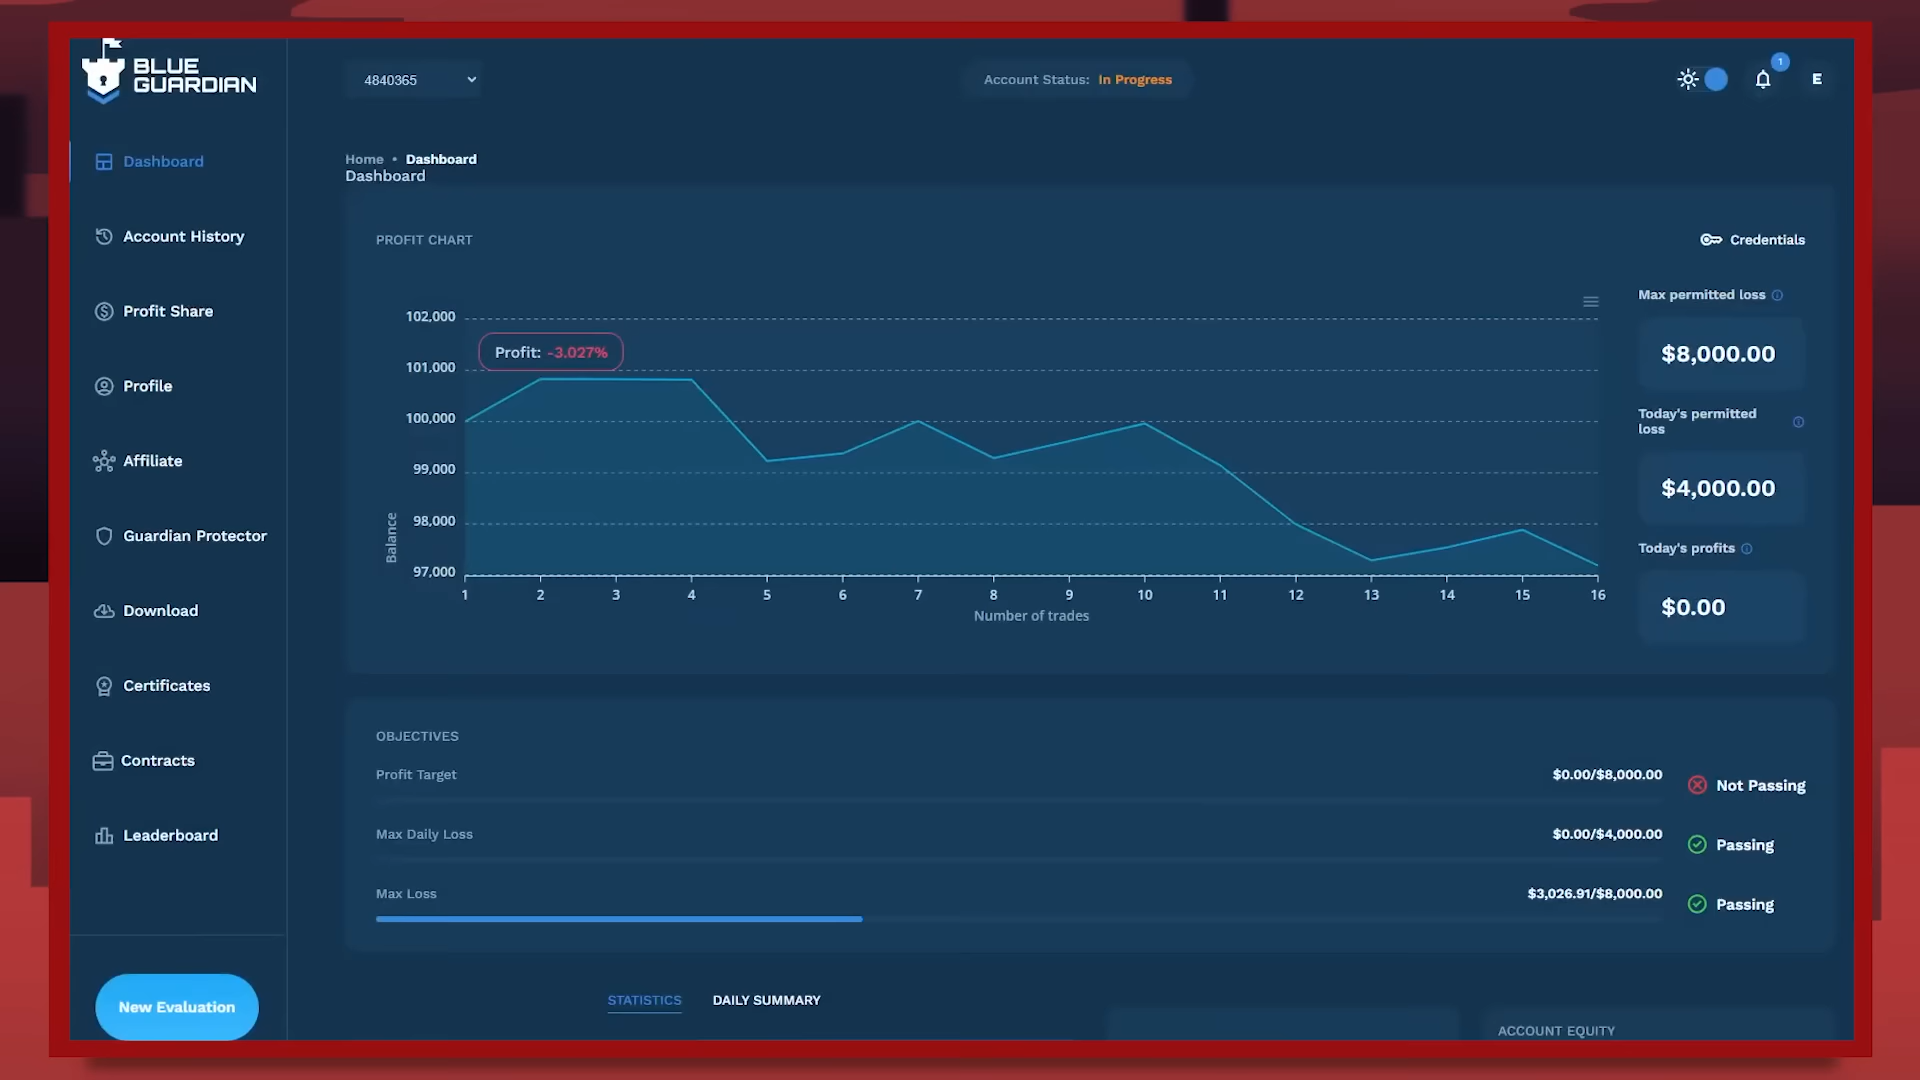 BLUE
GUARDIAN
4840365
Account Status: In Progress
1
E
Dashboard
Account History
Profit Share
Profile
Affiliate
Guardian Protector
Download
Certificates
Contracts
Leaderboard
New Evaluation
Home • Dashboard
Dashboard
PROFIT CHART
Credentials
102,000
101,000
100,000
99,000
98,000
97,000
Balance
Profit: -3.027%
1 2 3 4 5 6 7 8 9 10 11 12 13 14 15 16
Number of trades
Max permitted loss
$8,000.00
Today's permitted
loss
$4,000.00
Today's profits
$0.00
OBJECTIVES
Profit Target
$0.00/$8,000.00
Not Passing
Max Daily Loss
$0.00/$4,000.00
Passing
Max Loss
$3,026.91/$8,000.00
Passing
STATISTICS
DAILY SUMMARY
ACCOUNT EQUITY